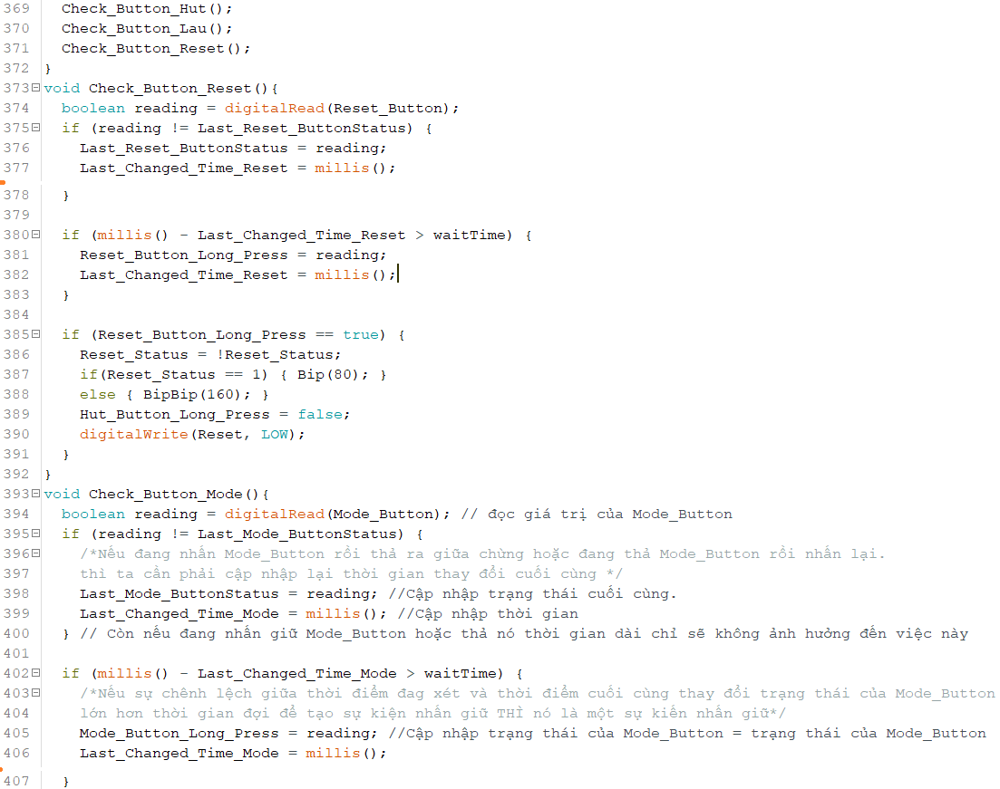 369 Check_Button_Hut();
370 Check_Button_Lau();
371 Check_Button_Reset();
372 }
373 void Check_Button_Reset(){
374 boolean reading = digitalRead(Reset_Button);
375 if (reading != Last_Reset_ButtonStatus) {
376 Last_Reset_ButtonStatus = reading;
377 Last_Changed_Time_Reset = millis();
378 }
379
380 if (millis() - Last_Changed_Time_Reset > waitTime) {
381 Reset_Button_Long_Press = reading;
382 Last_Changed_Time_Reset = millis();
383 }
384
385 if (Reset_Button_Long_Press == true) {
386 Reset_Status = !Reset_Status;
387 if(Reset_Status == 1) { Bip(80); }
388 else { BipBip(160); }
389 Hut_Button_Long_Press = false;
390 digitalWrite(Reset, LOW);
391 }
392 }
393 void Check_Button_Mode(){
394 boolean reading = digitalRead(Mode_Button); // đọc giá trị của Mode_Button
395 if (reading != Last_Mode_ButtonStatus) {
396 /*Nếu đang nhấn Mode_Button rồi thả ra giữa chừng hoặc đang thả Mode_Button rồi nhấn lại.
397 thì ta cần phải cập nhập lại thời gian thay đổi cuối cùng */
398 Last_Mode_ButtonStatus = reading; //Cập nhập trạng thái cuối cùng.
399 Last_Changed_Time_Mode = millis(); //Cập nhập thời gian
400 } // Còn nếu đang nhấn giữ Mode_Button hoặc thả nó thời gian dài chỉ sẽ không ảnh hưởng đến việc này
401
402 if (millis() - Last_Changed_Time_Mode > waitTime) {
403 /*Nếu sự chênh lệch giữa thời điểm đag xét và thời điểm cuối cùng thay đổi trạng thái của Mode_Button
404 lớn hơn thời gian đợi để tạo sự kiện nhấn giữ THÌ nó là một sự kiến nhấn giữ*/
405 Mode_Button_Long_Press = reading; //Cập nhập trạng thái của Mode_Button = trạng thái của Mode_Button
406 Last_Changed_Time_Mode = millis();
407 }